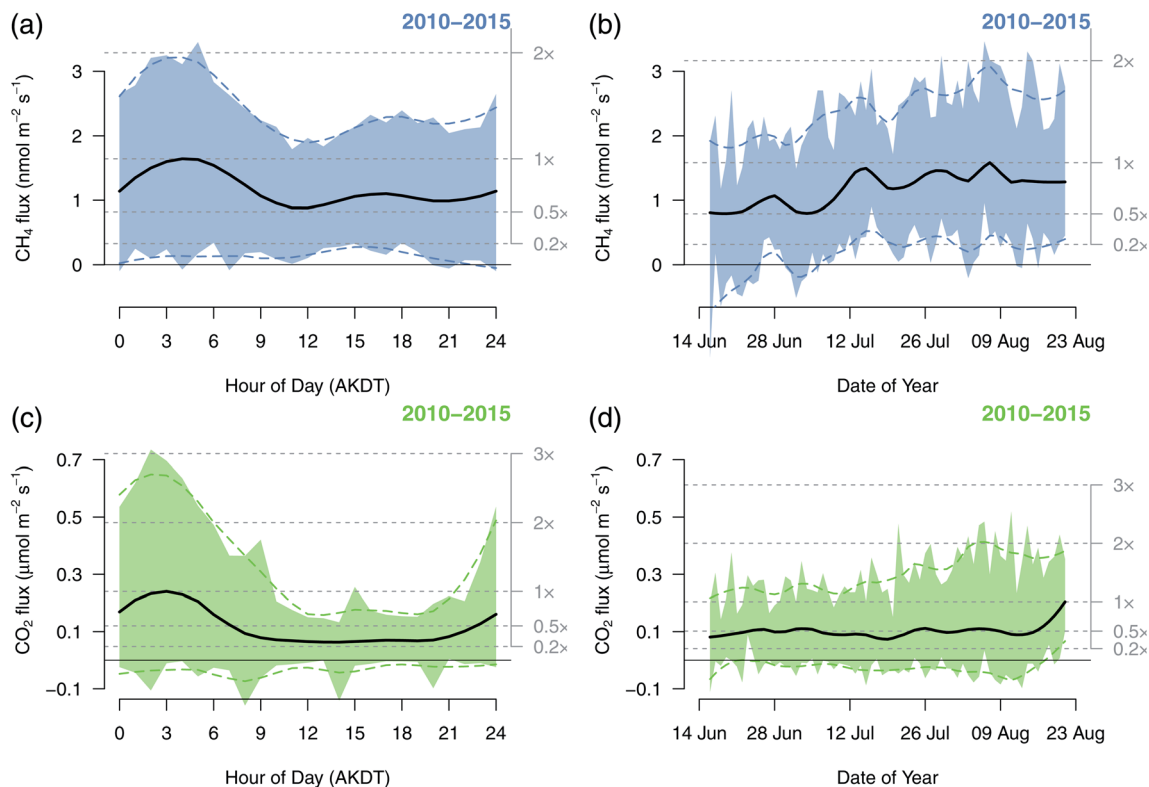 (a)
2010−2015
CH4 flux (nmol m−2 s−1)
3
2
1
0
2×
1×
0.5×
0.2×
0 3 6 9 12 15 18 21 24
Hour of Day (AKDT)
(b)
2010−2015
CH4 flux (nmol m−2 s−1)
3
2
1
0
2×
1×
0.5×
0.2×
14 Jun 28 Jun 12 Jul 26 Jul 09 Aug 23 Aug
Date of Year
(c)
2010−2015
CO2 flux (μmol m−2 s−1)
0.7
0.5
0.3
0.1
−0.1
3×
2×
1×
0.5×
0.2×
0 3 6 9 12 15 18 21 24
Hour of Day (AKDT)
(d)
2010−2015
CO2 flux (μmol m−2 s−1)
0.7
0.5
0.3
0.1
−0.1
3×
2×
1×
0.5×
0.2×
14 Jun 28 Jun 12 Jul 26 Jul 09 Aug 23 Aug
Date of Year